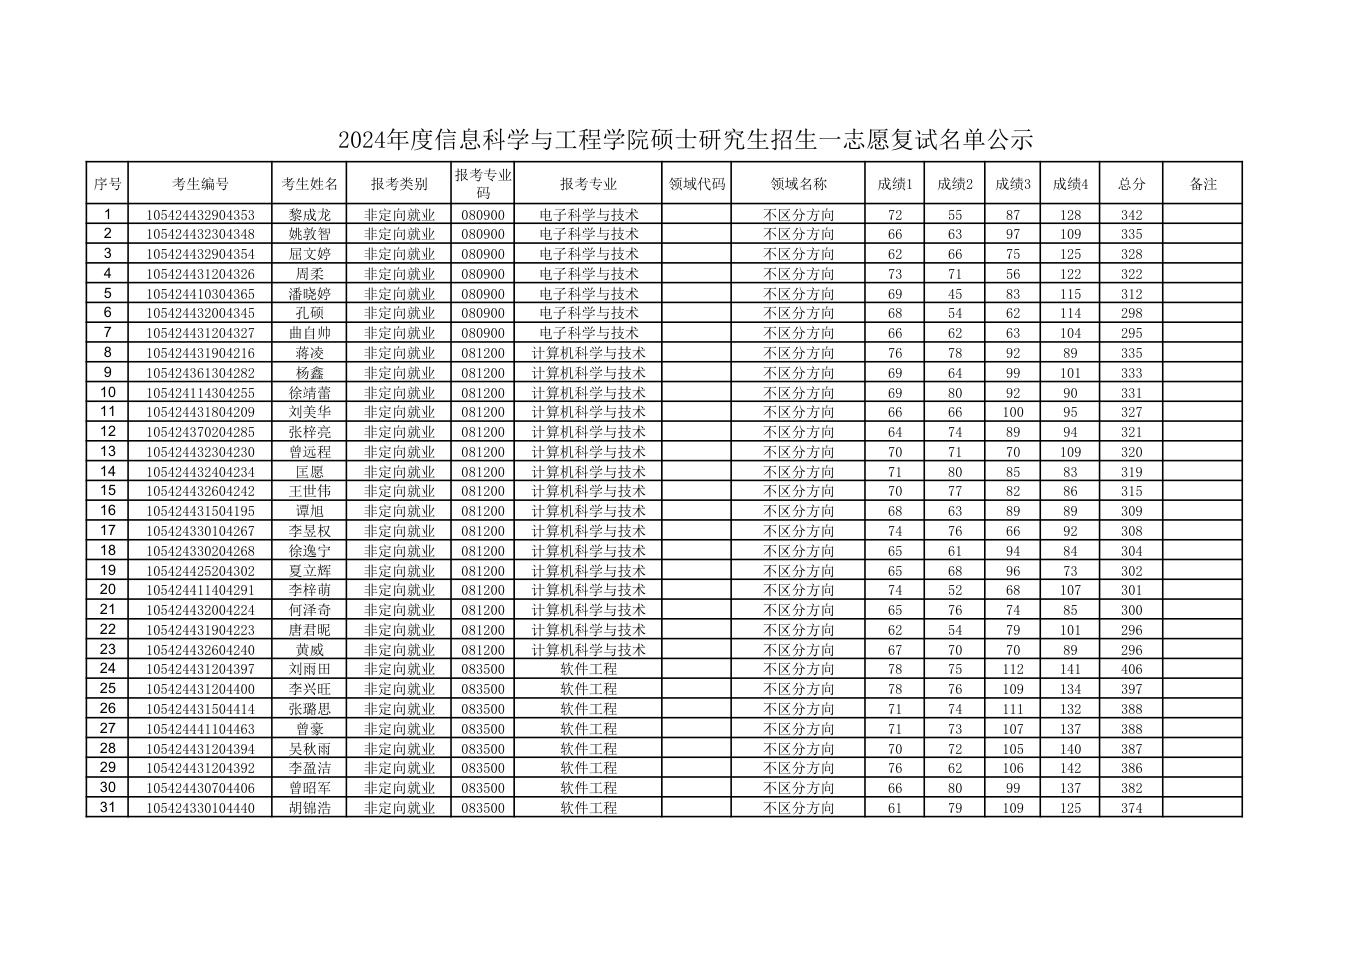 2024年度信息科学与工程学院硕士研究生招生一志愿复试名单公示
序号 考生编号 考生姓名 报考类别 报考专业码 报考专业 领域代码 领域名称 成绩1 成绩2 成绩3 成绩4 总分 备注
1 105424432904353 黎成龙 非定向就业 080900 电子科学与技术 不区分方向 72 55 87 128 342
2 105424432304348 姚敦智 非定向就业 080900 电子科学与技术 不区分方向 66 63 97 109 335
3 105424432904354 屈文婷 非定向就业 080900 电子科学与技术 不区分方向 62 66 75 125 328
4 105424431204326 周柔 非定向就业 080900 电子科学与技术 不区分方向 73 71 56 122 322
5 105424410304365 潘晓婷 非定向就业 080900 电子科学与技术 不区分方向 69 45 83 115 312
6 105424432004345 孔硕 非定向就业 080900 电子科学与技术 不区分方向 68 54 62 114 298
7 105424431204327 曲自帅 非定向就业 080900 电子科学与技术 不区分方向 66 62 63 104 295
8 105424431904216 蒋凌 非定向就业 081200 计算机科学与技术 不区分方向 76 78 92 89 335
9 105424361304282 杨鑫 非定向就业 081200 计算机科学与技术 不区分方向 69 64 99 101 333
10 105424114304255 徐靖蕾 非定向就业 081200 计算机科学与技术 不区分方向 69 80 92 90 331
11 105424431804209 刘美华 非定向就业 081200 计算机科学与技术 不区分方向 66 66 100 95 327
12 105424370204285 张梓亮 非定向就业 081200 计算机科学与技术 不区分方向 64 74 89 94 321
13 105424432304230 曾远程 非定向就业 081200 计算机科学与技术 不区分方向 70 71 70 109 320
14 105424432404234 匡愿 非定向就业 081200 计算机科学与技术 不区分方向 71 80 85 83 319
15 105424432604242 王世伟 非定向就业 081200 计算机科学与技术 不区分方向 70 77 82 86 315
16 105424431504195 谭旭 非定向就业 081200 计算机科学与技术 不区分方向 68 63 89 89 309
17 105424330104267 李昱权 非定向就业 081200 计算机科学与技术 不区分方向 74 76 66 92 308
18 105424330204268 徐逸宁 非定向就业 081200 计算机科学与技术 不区分方向 65 61 94 84 304
19 105424425204302 夏立辉 非定向就业 081200 计算机科学与技术 不区分方向 65 68 96 73 302
20 105424411404291 李梓萌 非定向就业 081200 计算机科学与技术 不区分方向 74 52 68 107 301
21 105424432004224 何泽奇 非定向就业 081200 计算机科学与技术 不区分方向 65 76 74 85 300
22 105424431904223 唐君昵 非定向就业 081200 计算机科学与技术 不区分方向 62 54 79 101 296
23 105424432604240 黄威 非定向就业 081200 计算机科学与技术 不区分方向 67 70 70 89 296
24 105424431204397 刘雨田 非定向就业 083500 软件工程 不区分方向 78 75 112 141 406
25 105424431204400 李兴旺 非定向就业 083500 软件工程 不区分方向 78 76 109 134 397
26 105424431504414 张璐思 非定向就业 083500 软件工程 不区分方向 71 74 111 132 388
27 105424441104463 曾豪 非定向就业 083500 软件工程 不区分方向 71 73 107 137 388
28 105424431204394 吴秋雨 非定向就业 083500 软件工程 不区分方向 70 72 105 140 387
29 105424431204392 李盈洁 非定向就业 083500 软件工程 不区分方向 76 62 106 142 386
30 105424430704406 曾昭军 非定向就业 083500 软件工程 不区分方向 66 80 99 137 382
31 105424330104440 胡锦浩 非定向就业 083500 软件工程 不区分方向 61 79 109 125 374